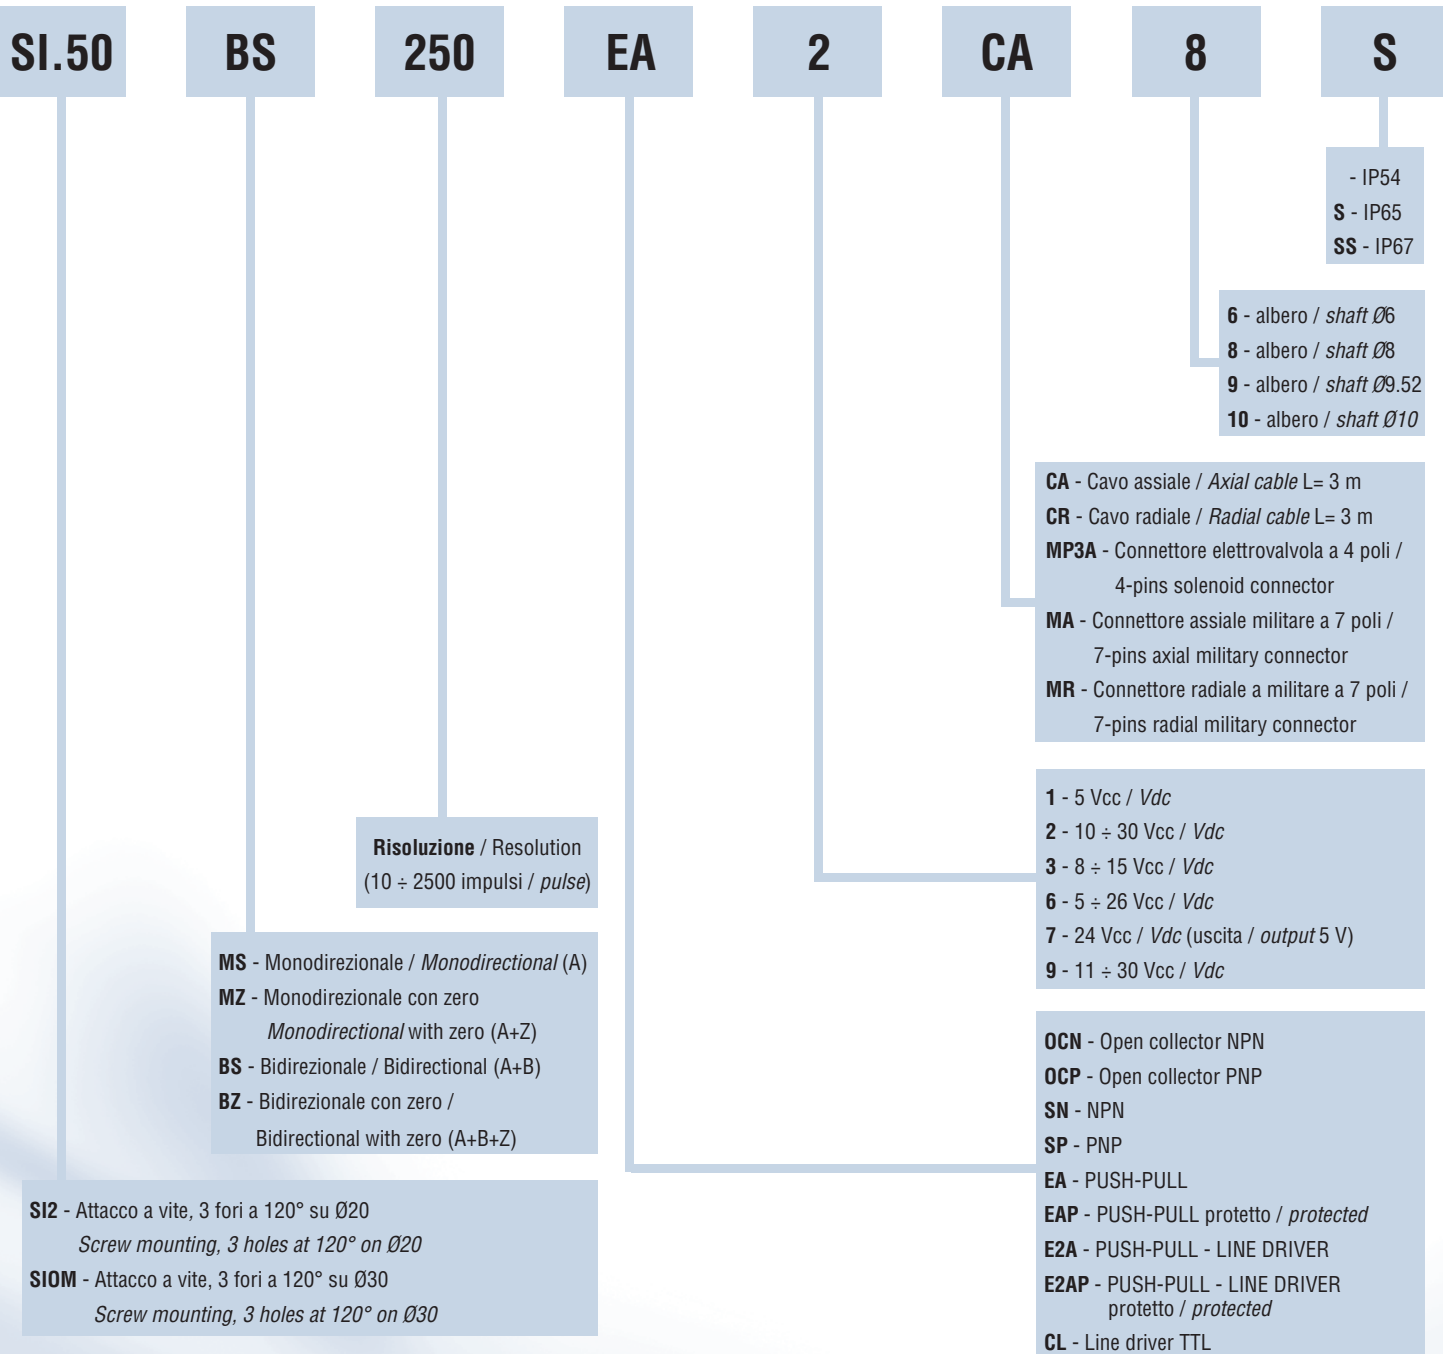 SI.50 BS 250 EA 2 CA 8 S
- IP54
S - IP65
SS - IP67
6 - albero / shaft Ø6
8 - albero / shaft Ø8
9 - albero / shaft Ø9.52
10 - albero / shaft Ø10
CA - Cavo assiale / Axial cable L= 3 m
CR - Cavo radiale / Radial cable L= 3 m
MP3A - Connettore elettrovalvola a 4 poli /
4-pins solenoid connector
MA - Connettore assiale militare a 7 poli /
7-pins axial military connector
MR - Connettore radiale a militare a 7 poli /
7-pins radial military connector
1 - 5 Vcc / Vdc
2 - 10 ÷ 30 Vcc / Vdc
3 - 8 ÷ 15 Vcc / Vdc
6 - 5 ÷ 26 Vcc / Vdc
7 - 24 Vcc / Vdc (uscita / output 5 V)
9 - 11 ÷ 30 Vcc / Vdc
Risoluzione / Resolution
(10 ÷ 2500 impulsi / pulse)
MS - Monodirezionale / Monodirectional (A)
MZ - Monodirezionale con zero
Monodirectional with zero (A+Z)
BS - Bidirezionale / Bidirectional (A+B)
BZ - Bidirezionale con zero /
Bidirectional with zero (A+B+Z)
OCN - Open collector NPN
OCP - Open collector PNP
SN - NPN
SP - PNP
EA - PUSH-PULL
EAP - PUSH-PULL protetto / protected
E2A - PUSH-PULL - LINE DRIVER
E2AP - PUSH-PULL - LINE DRIVER
protetto / protected
CL - Line driver TTL
SI2 - Attacco a vite, 3 fori a 120° su Ø20
Screw mounting, 3 holes at 120° on Ø20
SIOM - Attacco a vite, 3 fori a 120° su Ø30
Screw mounting, 3 holes at 120° on Ø30